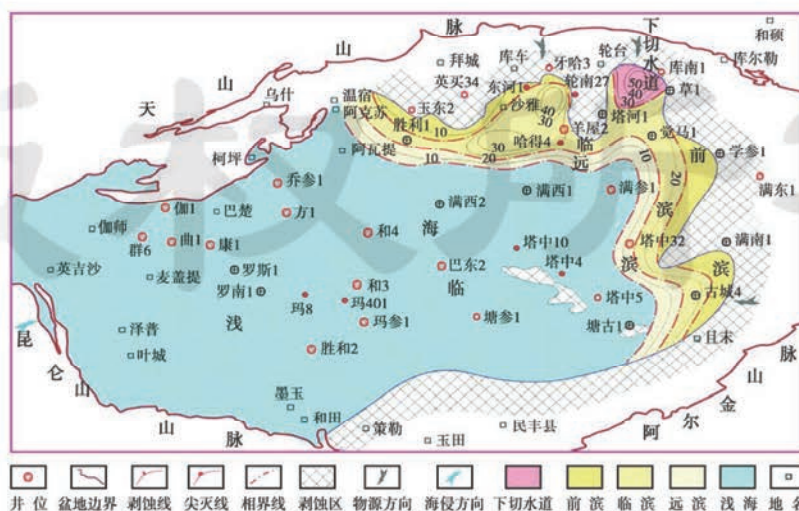 天 山 山 脉
下切水道
和硕
库尔勒
拜城
库车
牙哈3
轮台
库南1
英买34
轮南27
草1
乌什
温宿
阿克苏
玉东2
东河1
沙雅
塔河1
胜利1
羊屋2
觉马1
哈得4
柯坪
阿瓦提
学参1
满东1
乔参1
满西1
满参1
伽1
巴楚
方1
满西2
伽师
群6
曲1
康1
和4
塔中10
塔中32
满南1
英吉沙
麦盖提
罗斯1
罗南1
和3
巴东2
塔中4
玛8
玛401
塔中5
古城4
泽普
玛参1
塘参1
塘古1
且末
叶城
胜和2
墨玉
和田
策勒
玉田
民丰县
昆仑山 山 脉
阿 尔 金 山 脉
浅 海
临 滨
远 滨
前 滨
10
10
20
30
30
40
30
40
50
10
20
井 位
盆地边界
剥蚀线
尖灭线
相界线
剥蚀区
物源方向
海侵方向
下切水道
前 滨
临 滨
远 滨
浅 海
地 名